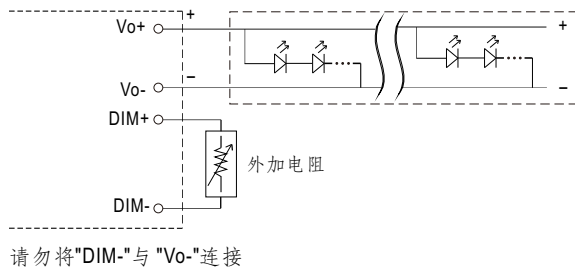 Vo+
+
+
Vo-
−
−
DIM+
外加电阻
DIM-
请勿将"DIM-"与 "Vo-"连接